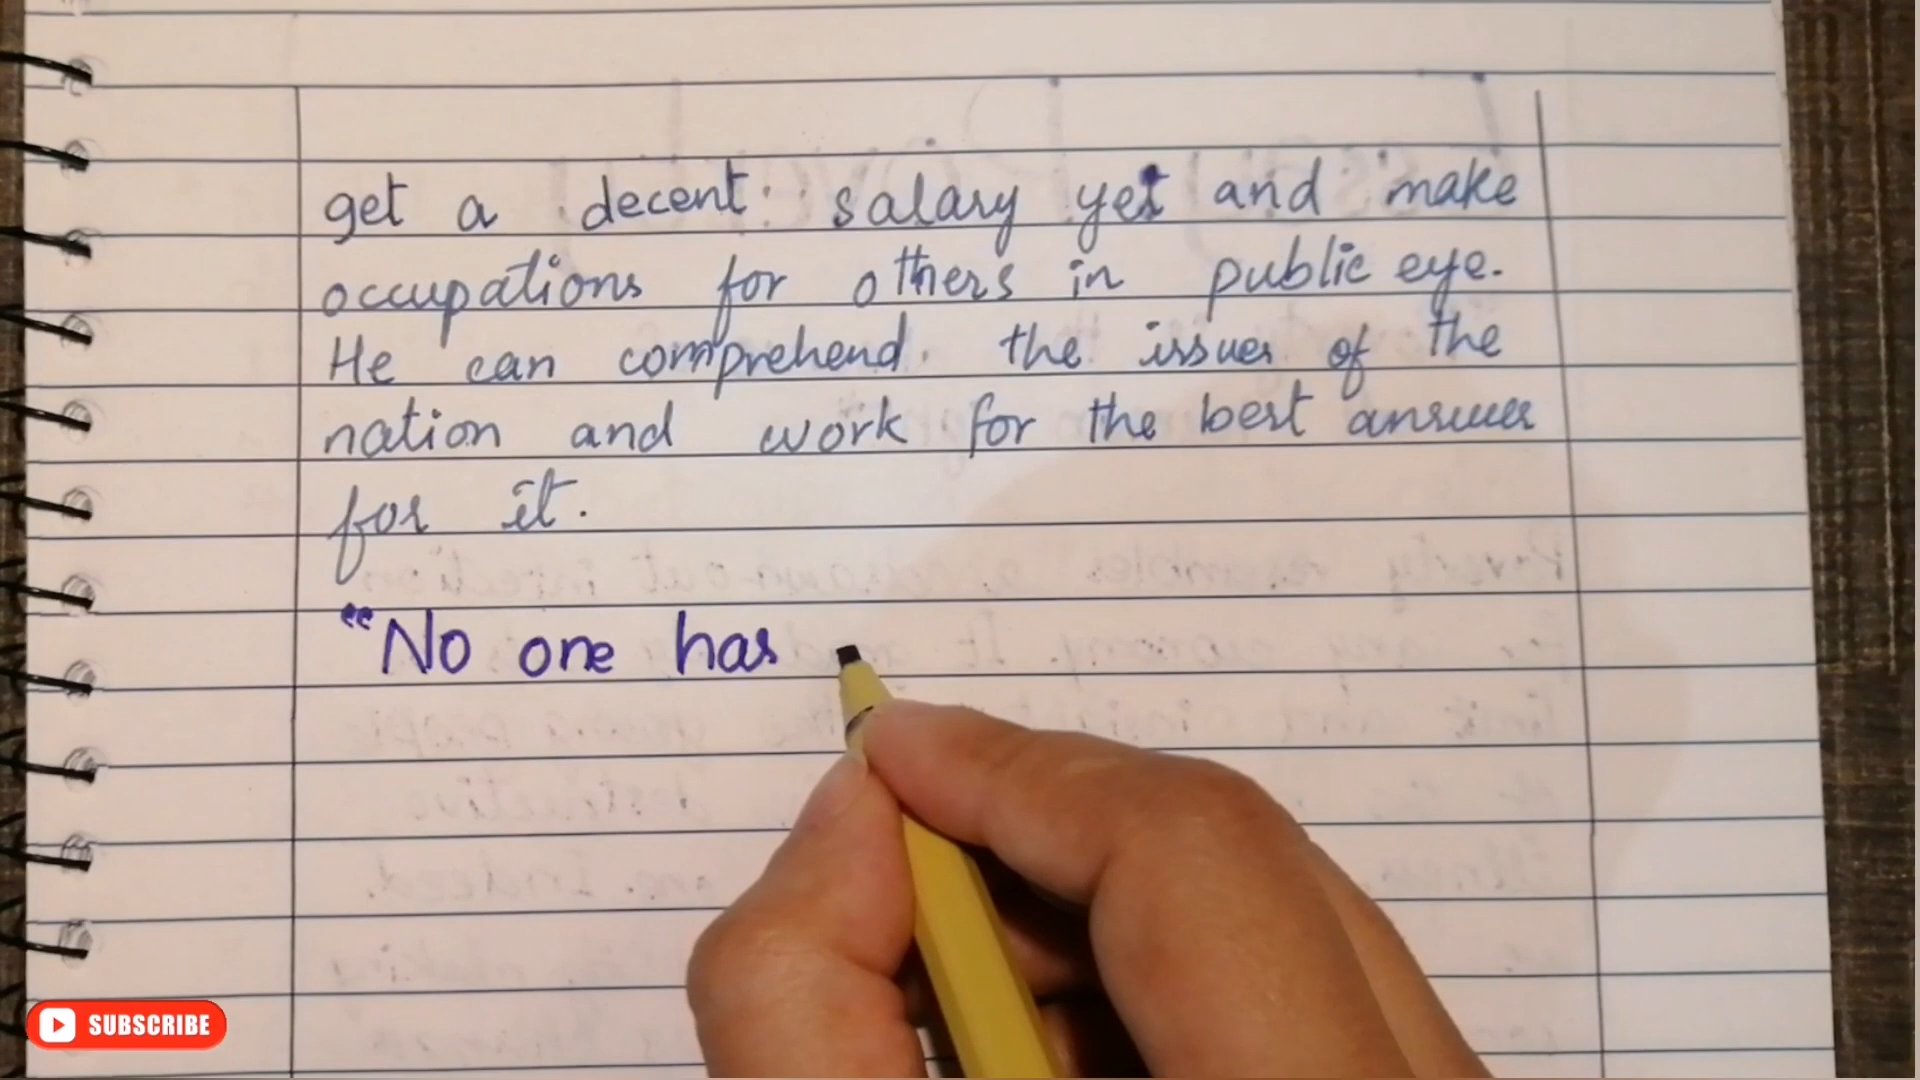 get a decent salary yet and make
occupations for others in public eye.
He can comprehend the issues of the
nation and work for the best answer
for it.
"No one has
SUBSCRIBE